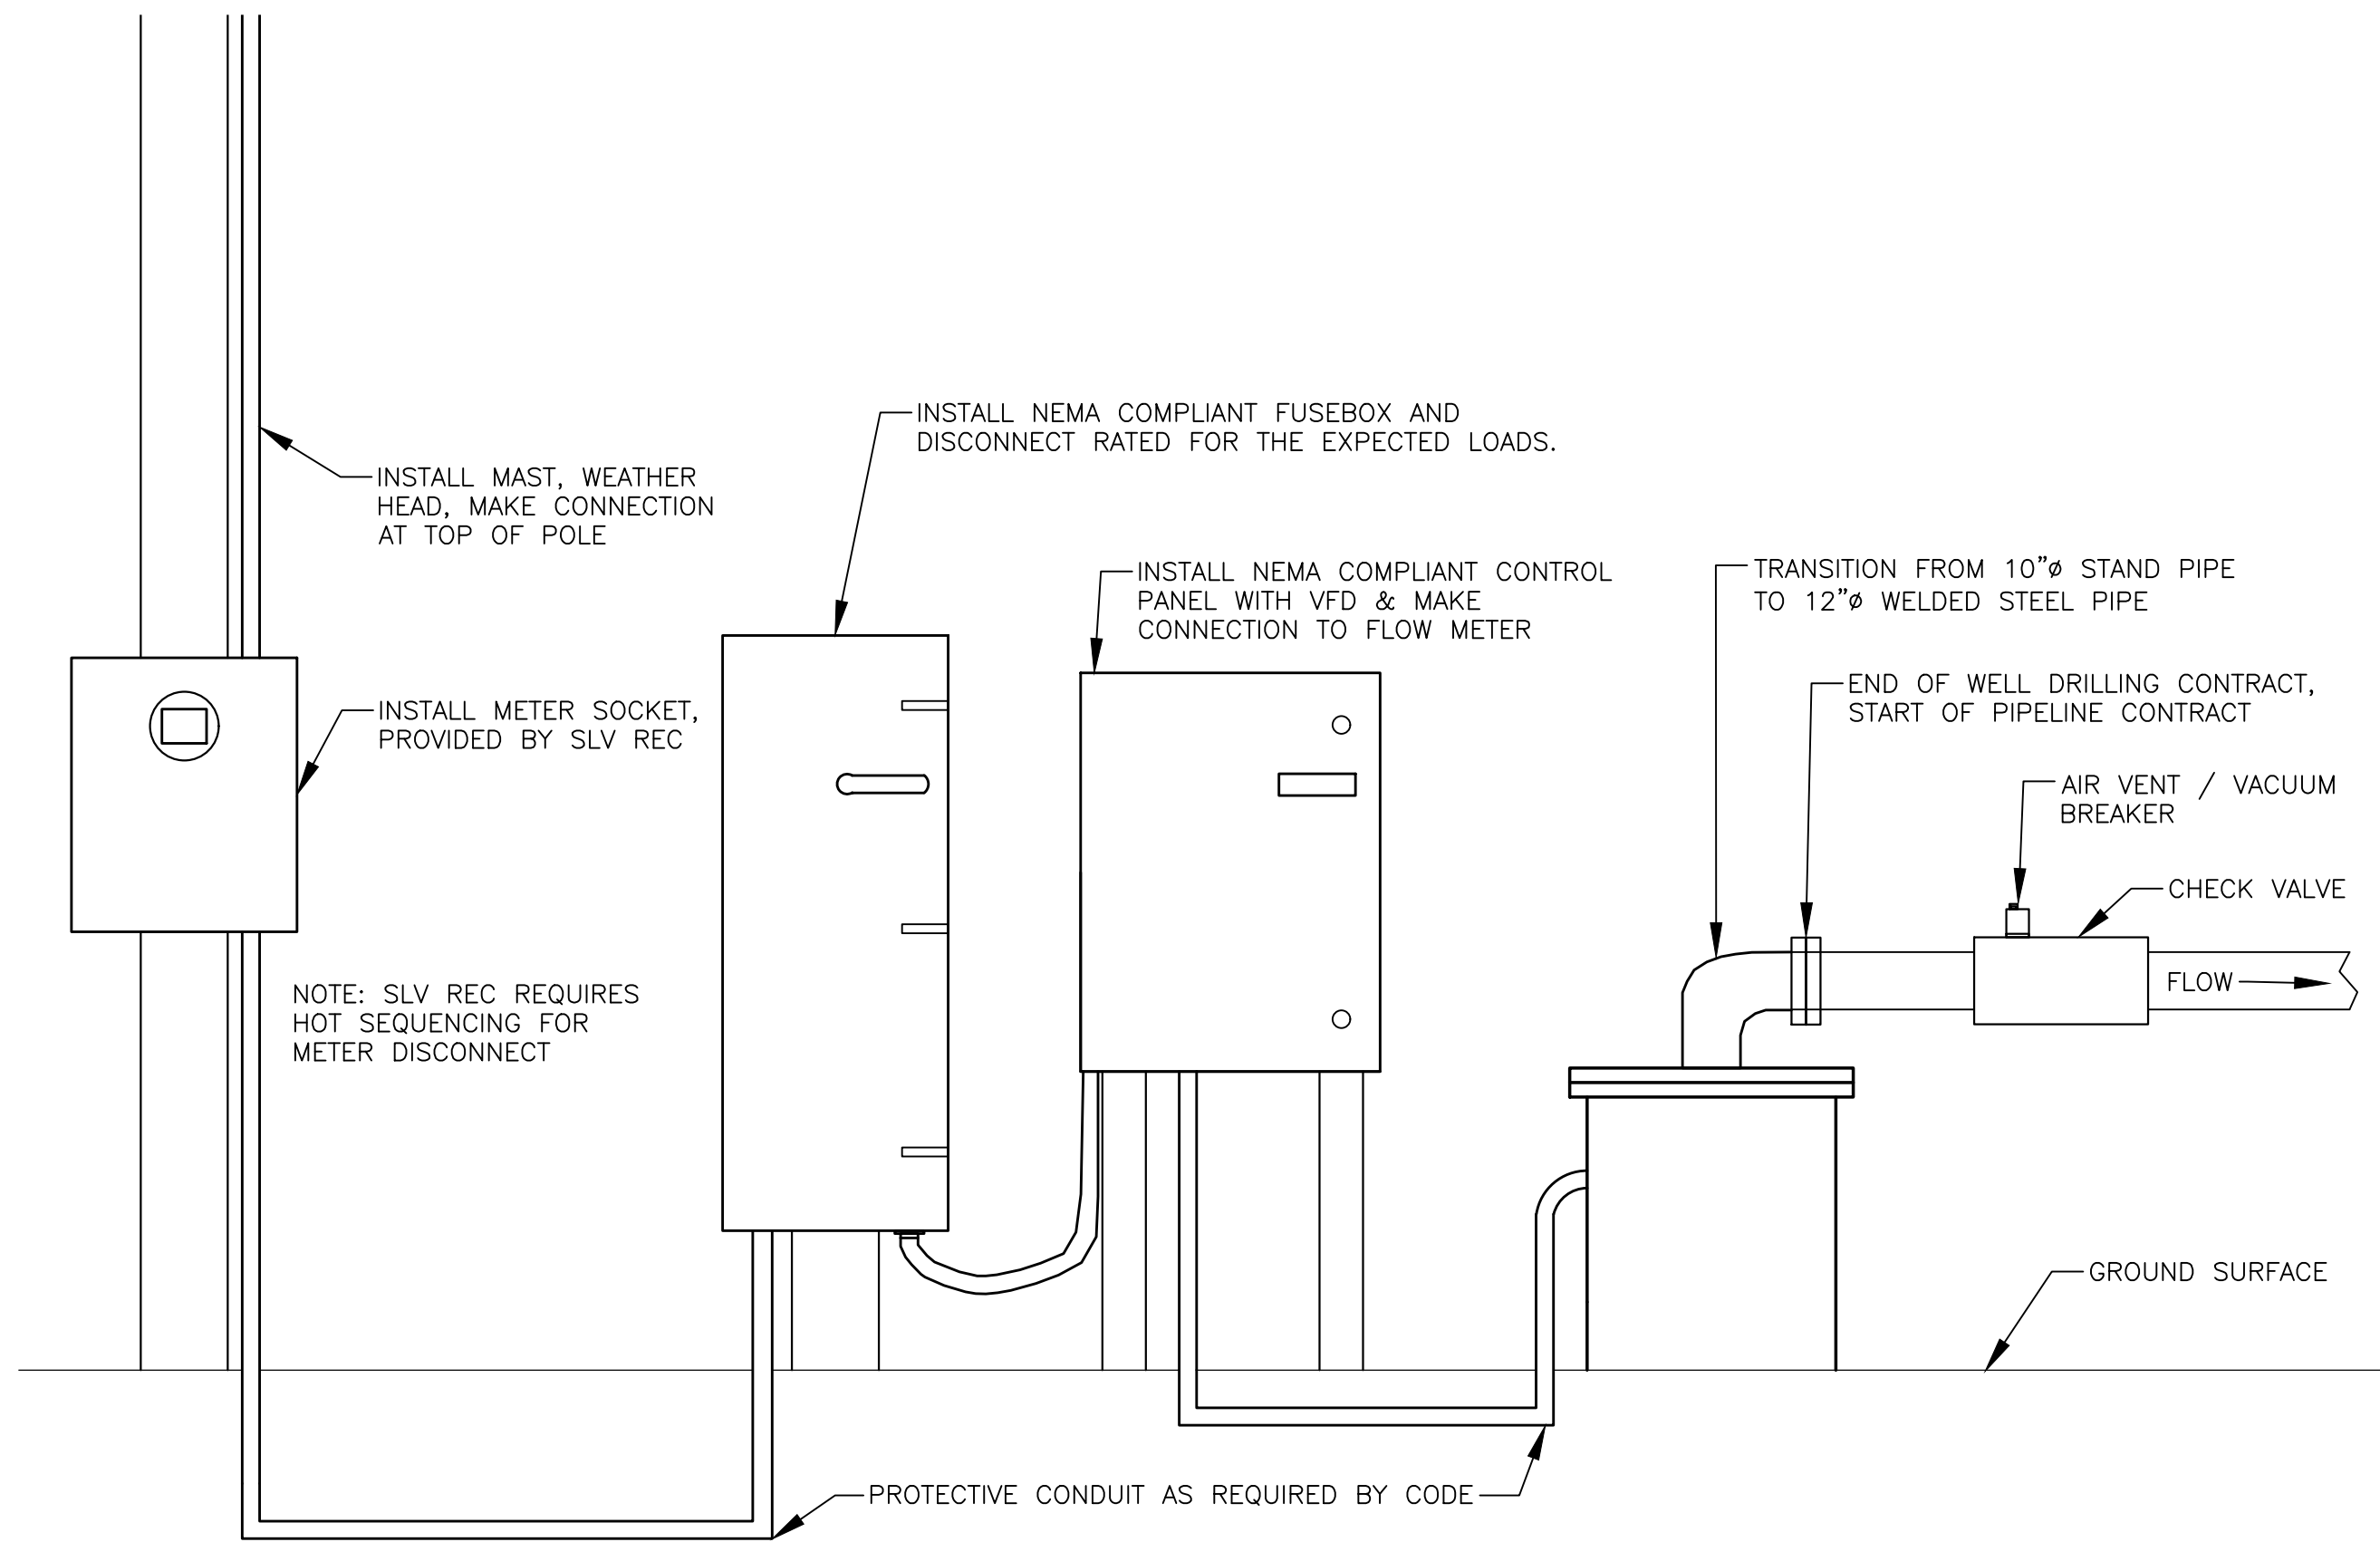 INSTALL MAST, WEATHER
HEAD, MAKE CONNECTION
AT TOP OF POLE
INSTALL METER SOCKET,
PROVIDED BY SLV REC
NOTE: SLV REC REQUIRES
HOT SEQUENCING FOR
METER DISCONNECT
INSTALL NEMA COMPLIANT FUSEBOX AND
DISCONNECT RATED FOR THE EXPECTED LOADS.
INSTALL NEMA COMPLIANT CONTROL
PANEL WITH VFD & MAKE
CONNECTION TO FLOW METER
TRANSITION FROM 10"ø STAND PIPE
TO 12"ø WELDED STEEL PIPE
END OF WELL DRILLING CONTRACT,
START OF PIPELINE CONTRACT
AIR VENT / VACUUM
BREAKER
CHECK VALVE
FLOW
GROUND SURFACE
PROTECTIVE CONDUIT AS REQUIRED BY CODE